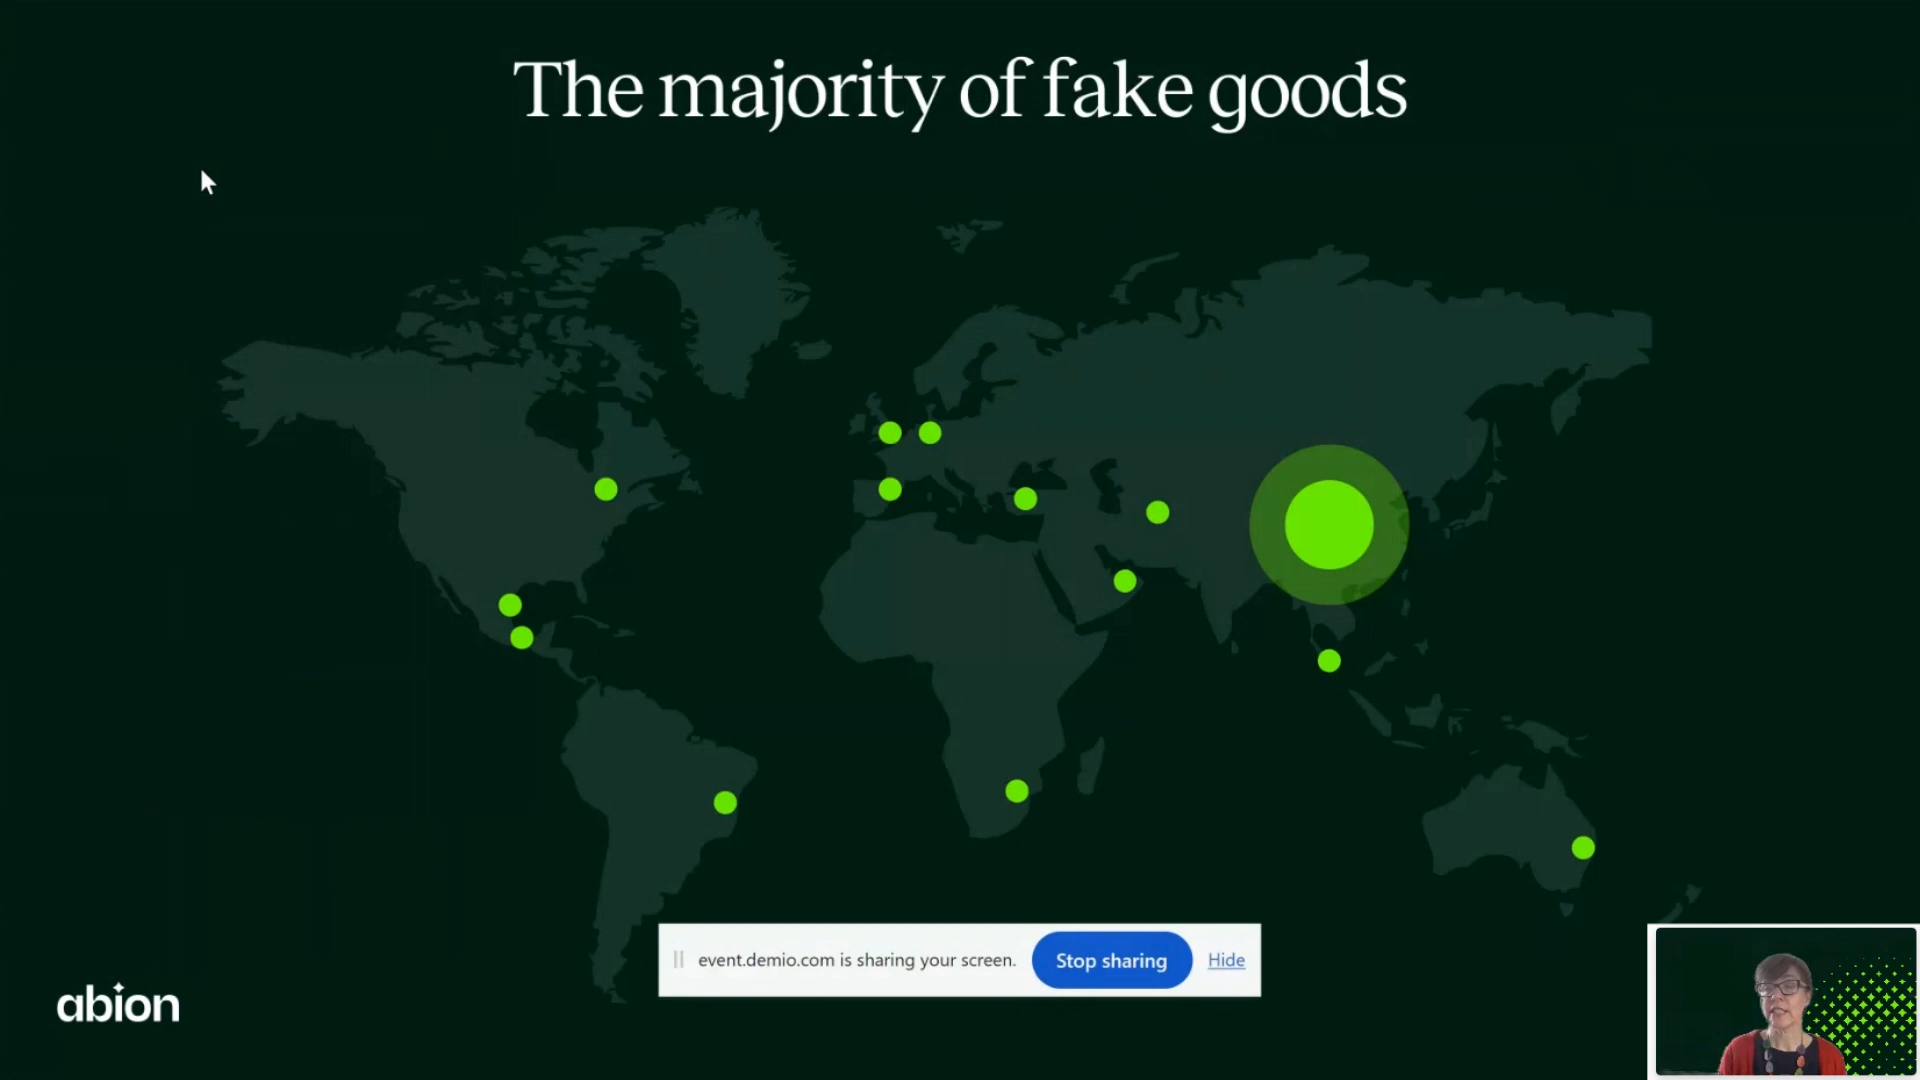 The majority of fake goods
event.demio.com is sharing your screen. Stop sharing Hide
abion